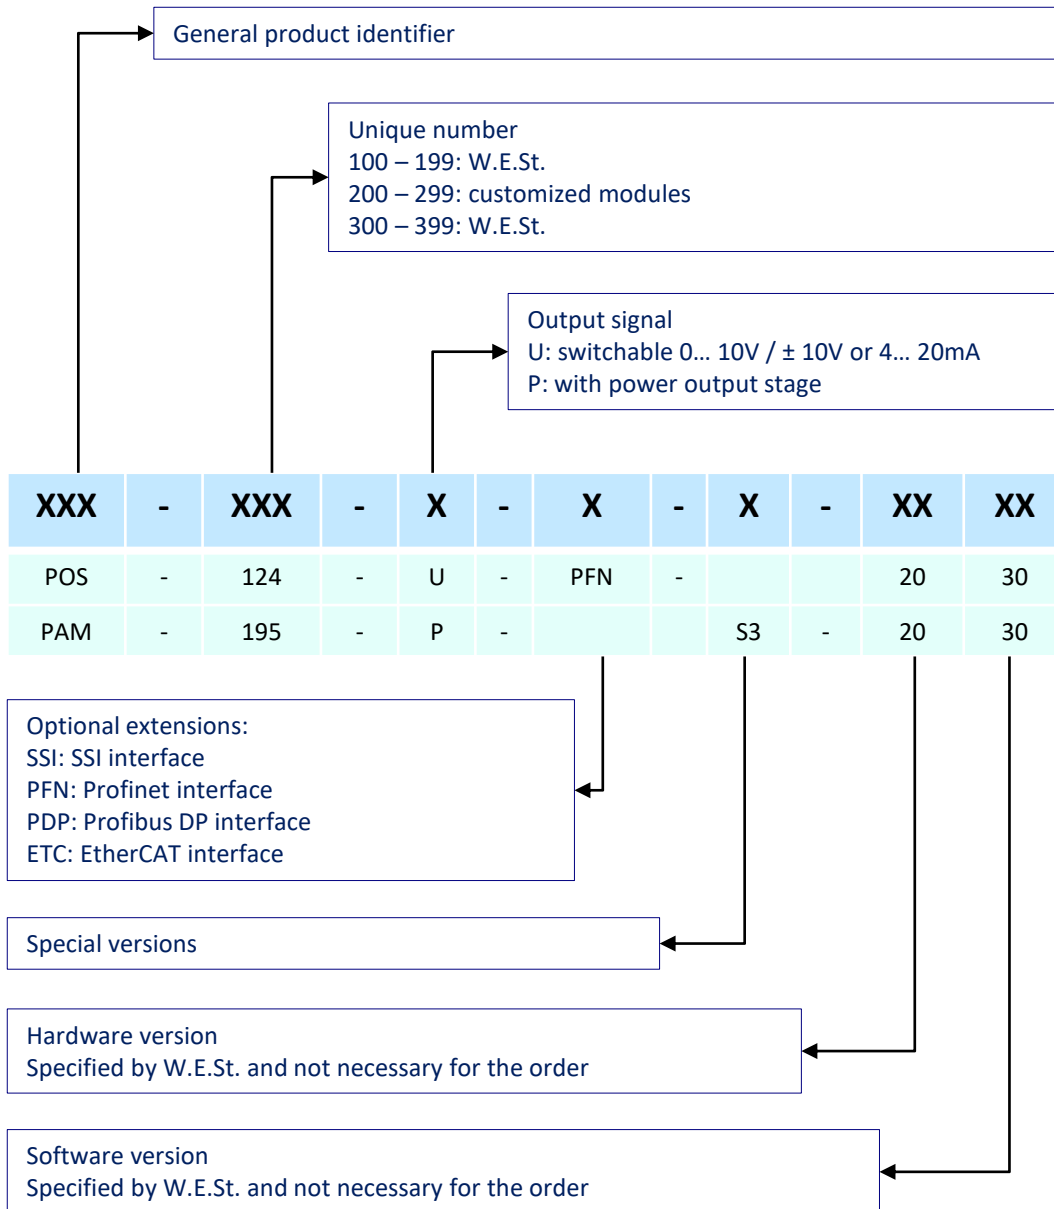 General product identifier
Unique number
100 – 199: W.E.St.
200 – 299: customized modules
300 – 399: W.E.St.
Output signal
U: switchable 0... 10V / ± 10V or 4... 20mA
P: with power output stage
XXX - XXX - X - X - X - XX XX
POS - 124 - U - PFN - 20 30
PAM - 195 - P - S3 - 20 30
Optional extensions:
SSI: SSI interface
PFN: Profinet interface
PDP: Profibus DP interface
ETC: EtherCAT interface
Special versions
Hardware version
Specified by W.E.St. and not necessary for the order
Software version
Specified by W.E.St. and not necessary for the order